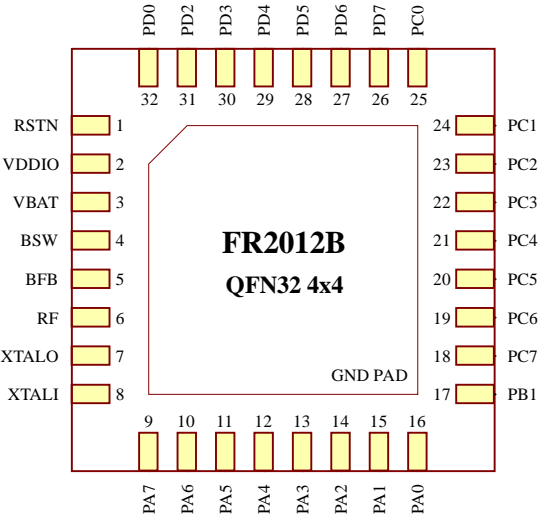 PD0 PD2 PD3 PD4 PD5 PD6 PD7 PC0
32 31 30 29 28 27 26 25
RSTN 1 24 PC1
VDDIO 2 23 PC2
VBAT 3 22 PC3
BSW 4 21 PC4
FR2012B
BFB 5 20 PC5
QFN32 4x4
RF 6 19 PC6
XTALO 7 18 PC7
GND PAD
XTALI 8 17 PB1
9 10 11 12 13 14 15 16
PA7 PA6 PA5 PA4 PA3 PA2 PA1 PA0